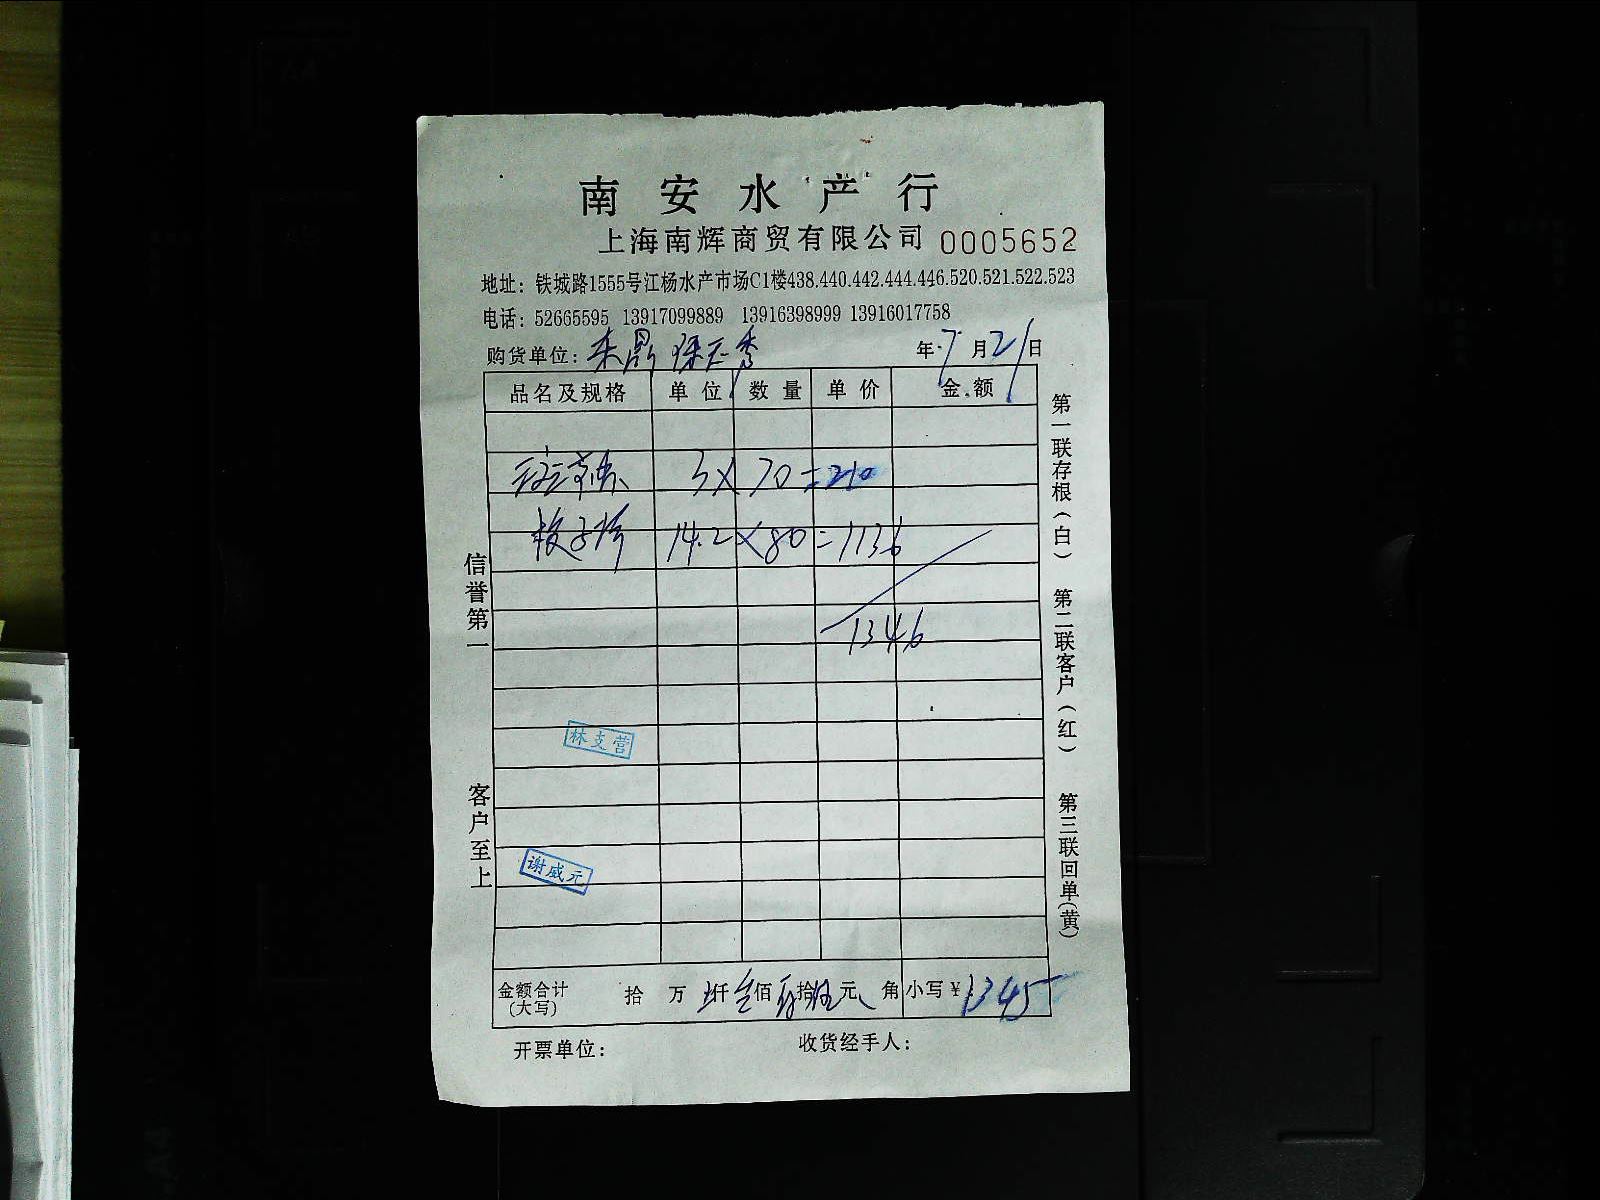 南安水产行
上海南辉商贸有限公司 0005652
地址：铁城路1555号江杨水产市场C1楼438.440.442.444.446.520.521.522.523
电话：52665595 13917099889 13916398999 13916017758
购货单位： 年 7 月 21 日
品名及规格 单位 数量 单价 金额
3 X 70 = 210
14.2 X 80 = 1136
1346
林支营
谢威元
金额合计(大写) 拾 万 仟 佰 拾 伍 元 角 小写￥1345
开票单位： 收货经手人：
信誉第一
客户至上
第一联存根(白)
第二联客户(红)
第三联回单(黄)